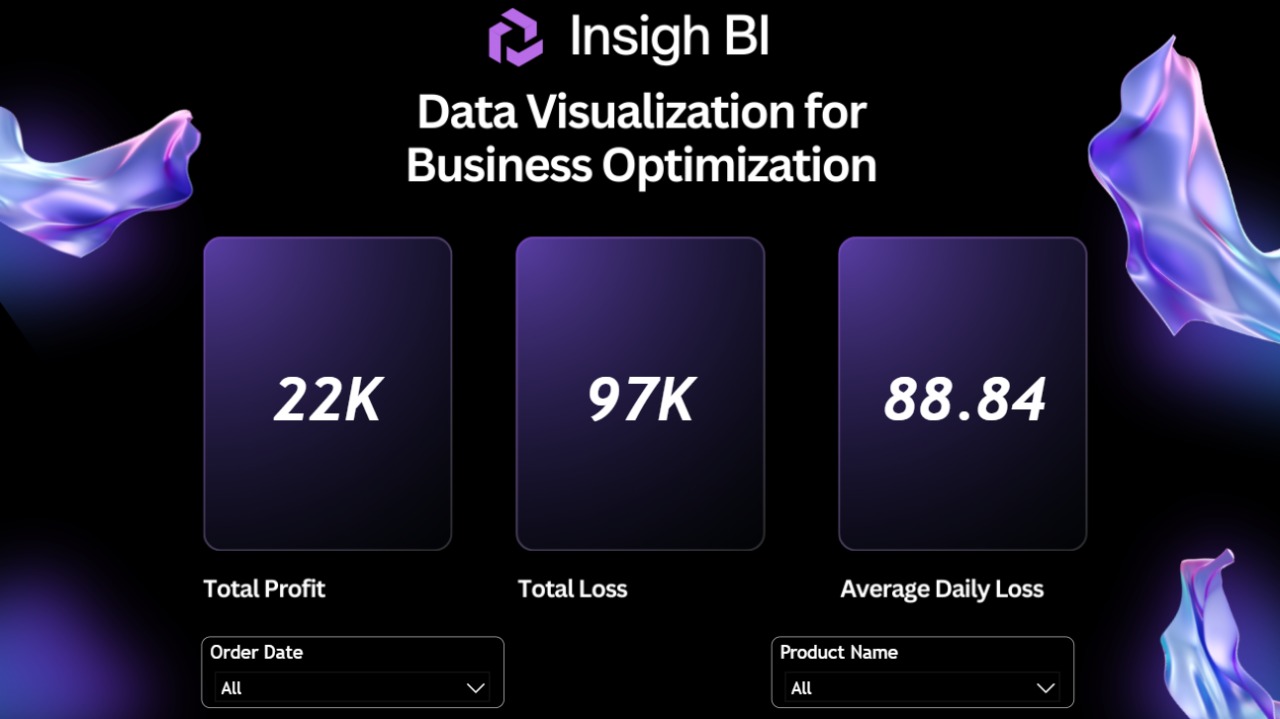 Insigh BI
Data Visualization for
Business Optimization
22K
97K
88.84
Total Profit
Total Loss
Average Daily Loss
Order Date
All
Product Name
All